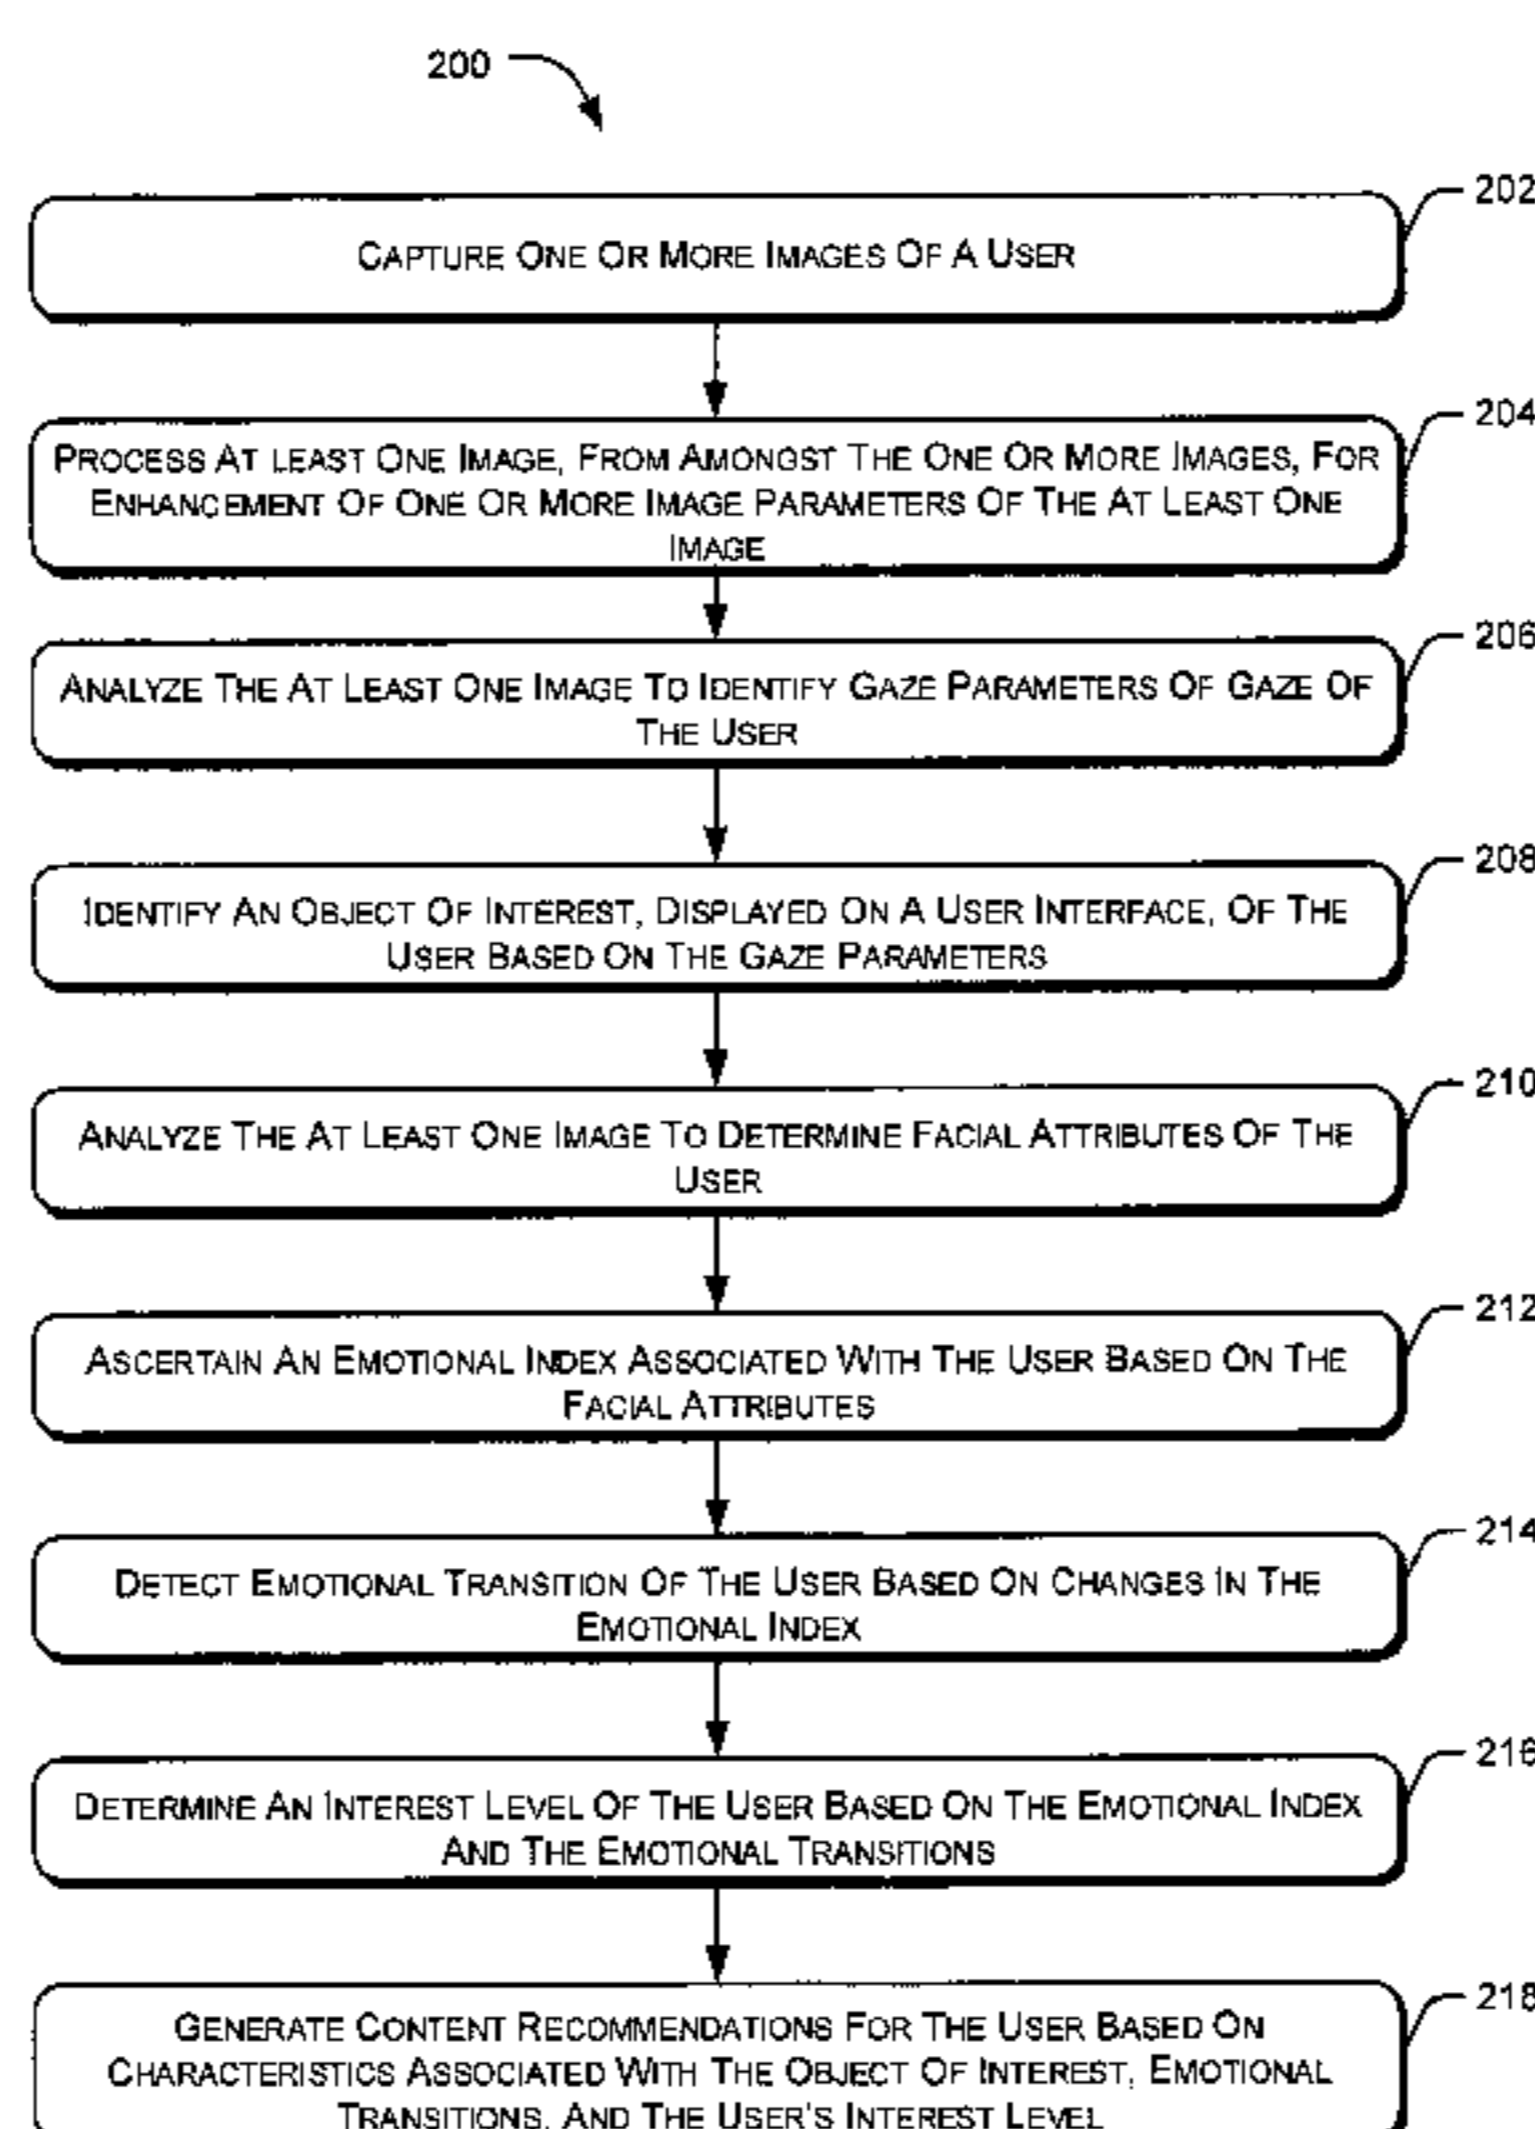 200
202
CAPTURE ONE OR MORE IMAGES OF A USER
204
PROCESS AT LEAST ONE IMAGE, FROM AMONGST THE ONE OR MORE IMAGES, FOR
ENHANCEMENT OF ONE OR MORE IMAGE PARAMETERS OF THE AT LEAST ONE
IMAGE
206
ANALYZE THE AT LEAST ONE IMAGE TO IDENTIFY GAZE PARAMETERS OF GAZE OF
THE USER
208
IDENTIFY AN OBJECT OF INTEREST, DISPLAYED ON A USER INTERFACE, OF THE
USER BASED ON THE GAZE PARAMETERS
210
ANALYZE THE AT LEAST ONE IMAGE TO DETERMINE FACIAL ATTRIBUTES OF THE
USER
212
ASCERTAIN AN EMOTIONAL INDEX ASSOCIATED WITH THE USER BASED ON THE
FACIAL ATTRIBUTES
214
DETECT EMOTIONAL TRANSITION OF THE USER BASED ON CHANGES IN THE
EMOTIONAL INDEX
216
DETERMINE AN INTEREST LEVEL OF THE USER BASED ON THE EMOTIONAL INDEX
AND THE EMOTIONAL TRANSITIONS
218
GENERATE CONTENT RECOMMENDATIONS FOR THE USER BASED ON
CHARACTERISTICS ASSOCIATED WITH THE OBJECT OF INTEREST, EMOTIONAL
TRANSITIONS, AND THE USER'S INTEREST LEVEL